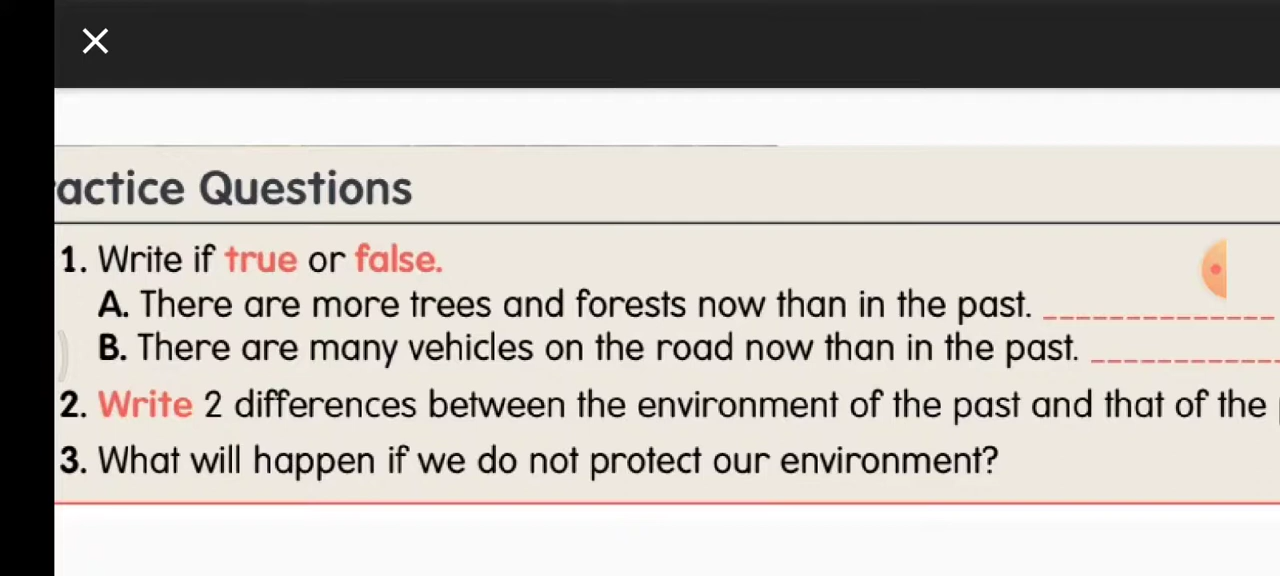 actice Questions
1. Write if true or false.
A. There are more trees and forests now than in the past. ______________
B. There are many vehicles on the road now than in the past. ____________
2. Write 2 differences between the environment of the past and that of the
3. What will happen if we do not protect our environment?